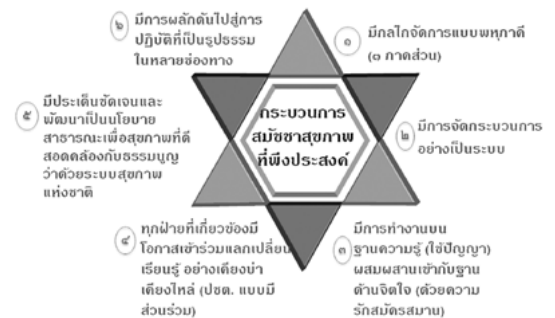 ๑
มีกลไกจัดการแบบพหุภาคี
(๓ ภาคส่วน)
๒
มีการจัดกระบวนการ
อย่างเป็นระบบ
๓
มีการทำงานบน
ฐานความรู้ (ใช้ปัญญา)
ผสมผสานเข้ากับฐาน
ด้านจิตใจ (ด้วยความ
รักสมัครสมาน)
๔
ทุกฝ่ายที่เกี่ยวข้องมี
โอกาสเข้าร่วมแลกเปลี่ยน
เรียนรู้ อย่างเคียงบ่า
เคียงไหล่ (ปชต. แบบมี
ส่วนร่วม)
๕
มีประเด็นชัดเจนและ
พัฒนาเป็นนโยบาย
สาธารณะเพื่อสุขภาพที่ดี
สอดคล้องกับธรรมนูญ
ว่าด้วยระบบสุขภาพ
แห่งชาติ
๖
มีการผลักดันไปสู่การ
ปฏิบัติที่เป็นรูปธรรม
ในหลายช่องทาง
กระบวนการ
สมัชชาสุขภาพ
ที่พึงประสงค์